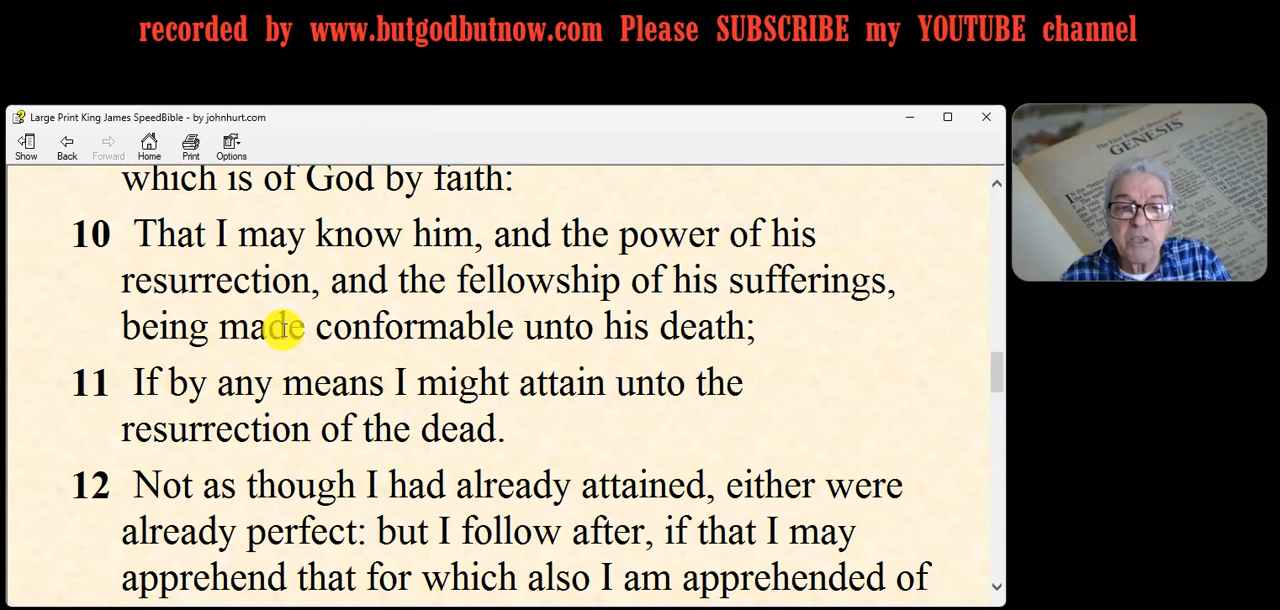 recorded by www.butgodbutnow.com Please SUBSCRIBE my YOUTUBE channel
Large Print King James SpeedBible - by johnhurt.com
Show Back Forward Home Print Options
which is of God by faith:
10 That I may know him, and the power of his
resurrection, and the fellowship of his sufferings,
being made conformable unto his death;
11 If by any means I might attain unto the
resurrection of the dead.
12 Not as though I had already attained, either were
already perfect: but I follow after, if that I may
apprehend that for which also I am apprehended of
GENESIS